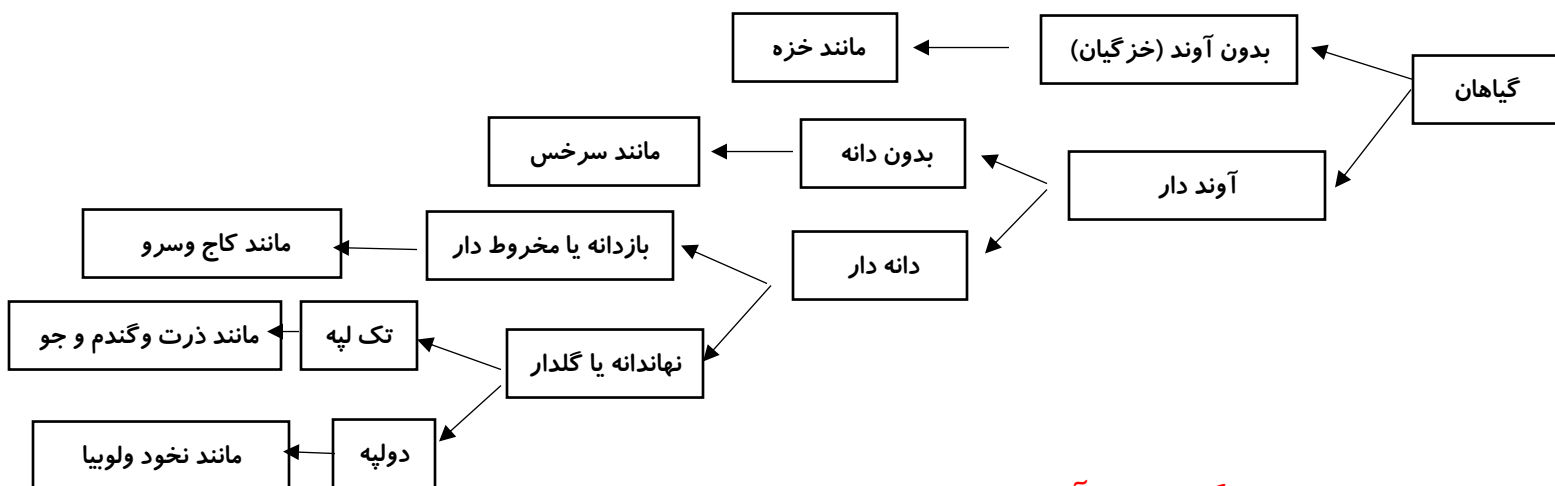 گیاهان
بدون آوند (خزگیان)
مانند خزه
آوند دار
بدون دانه
مانند سرخس
دانه دار
بازدانه یا مخروط دار
مانند کاج وسرو
نهاندانه یا گلدار
تک لپه
مانند ذرت وگندم و جو
دولپه
مانند نخود ولوبیا